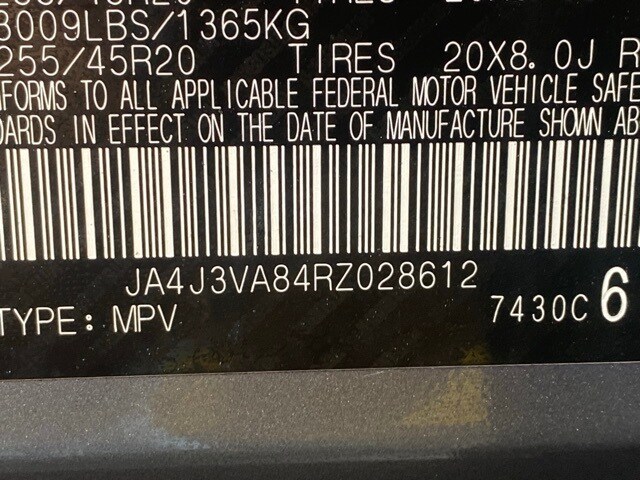 3009LBS/1365KG
255/45R20 TIRES 20X8.0J R
FORMS TO ALL APPLICABLE FEDERAL MOTOR VEHICLE SAFE
DARDS IN EFFECT ON THE DATE OF MANUFACTURE SHOWN AB
JA4J3VA84RZ028612
TYPE: MPV 7430C 6